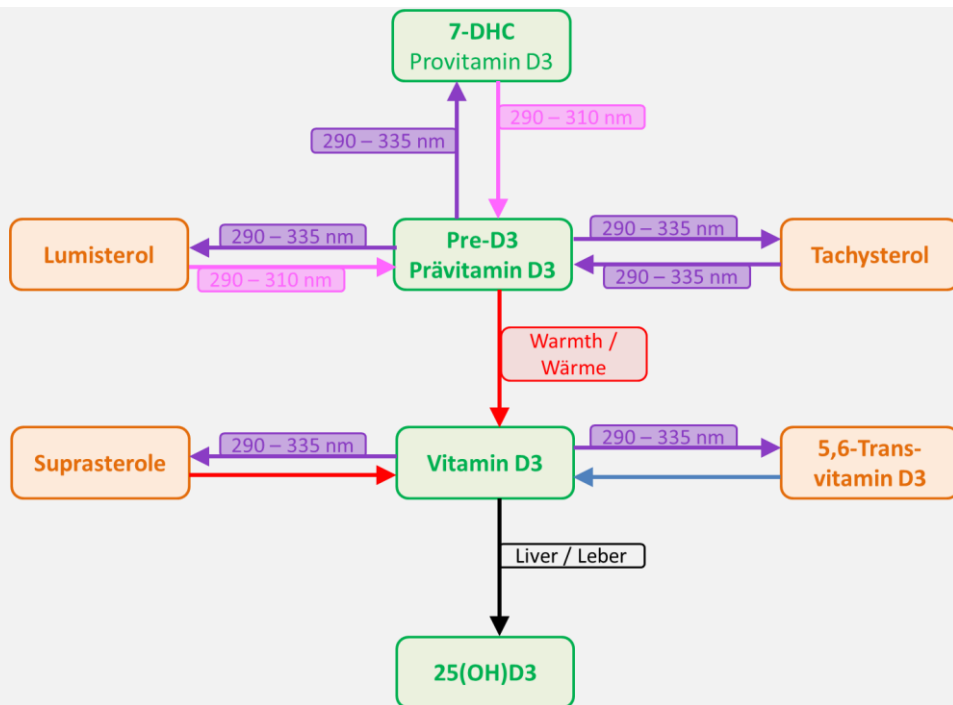 7-DHC
Provitamin D3
290 – 310 nm
290 – 335 nm
Lumisterol
290 – 335 nm
290 – 310 nm
Pre-D3
Prävitamin D3
290 – 335 nm
290 – 335 nm
Tachysterol
Warmth /
Wärme
Suprasterole
290 – 335 nm
Vitamin D3
290 – 335 nm
5,6-Trans-
vitamin D3
Liver / Leber
25(OH)D3